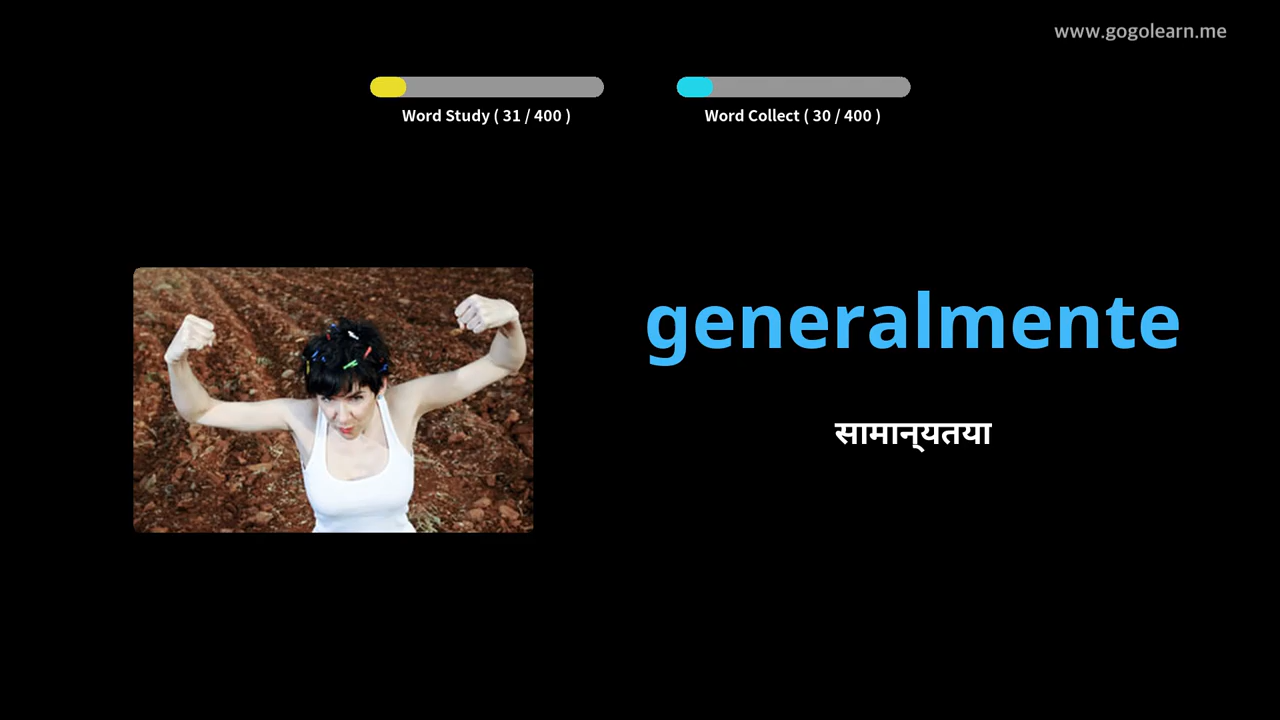 www.gogolearn.me
Word Study ( 31 / 400 )
Word Collect ( 30 / 400 )
generalmente
सामान्यतया